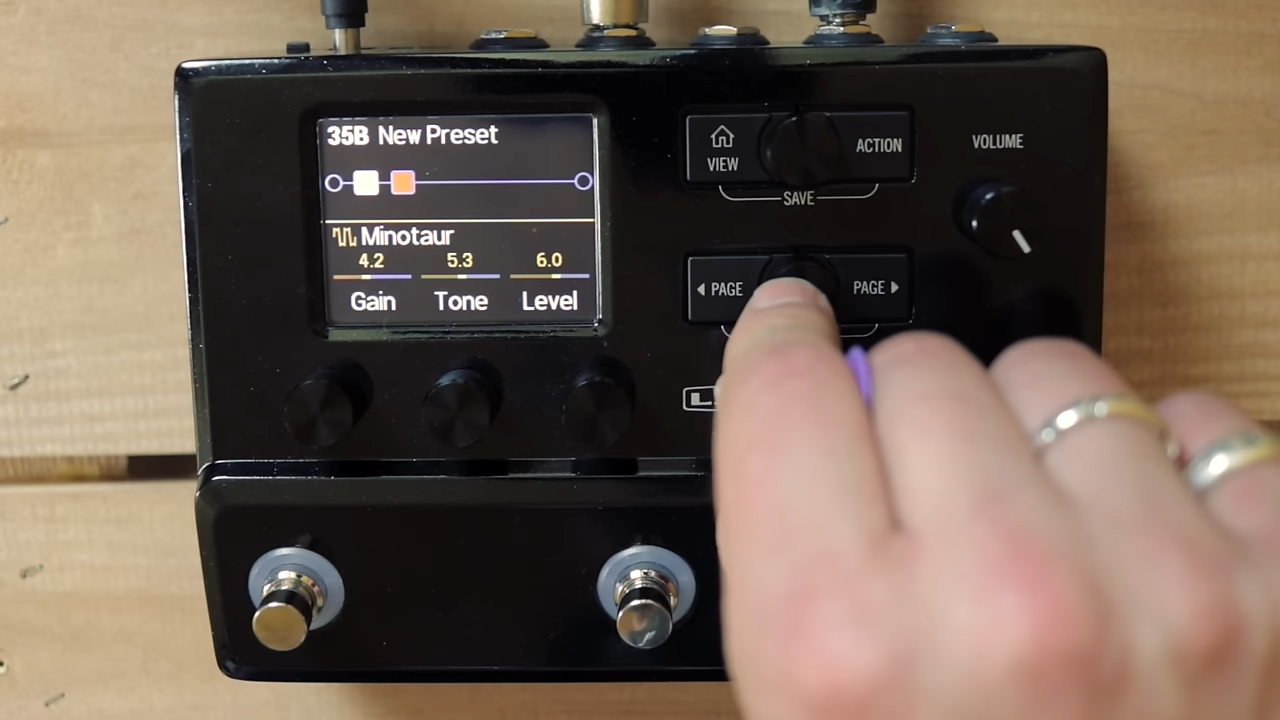 35B New Preset
Minotaur
4.2 5.3 6.0
Gain Tone Level
VIEW
ACTION
SAVE
VOLUME
PAGE
PAGE